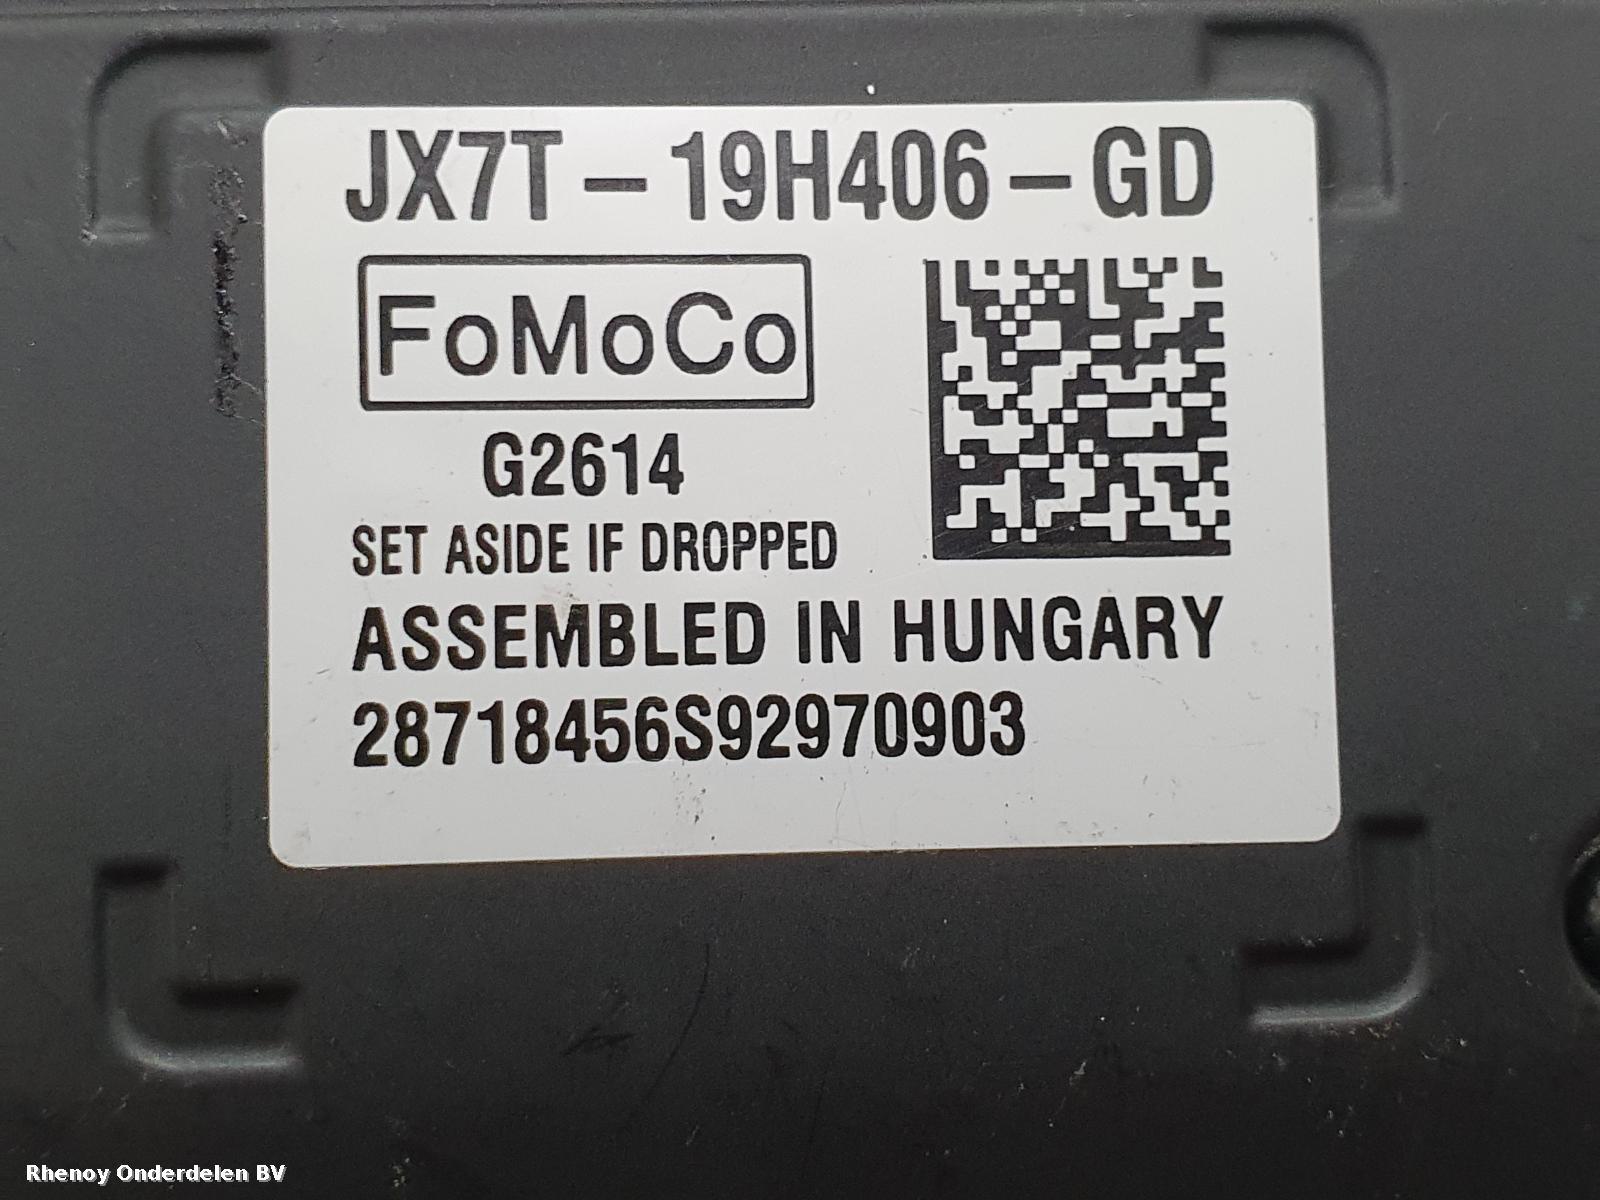 JX7T-19H406-GD
FoMoCo
G2614
SET ASIDE IF DROPPED
ASSEMBLED IN HUNGARY
28718456S92970903
Rhenoy Onderdelen BV